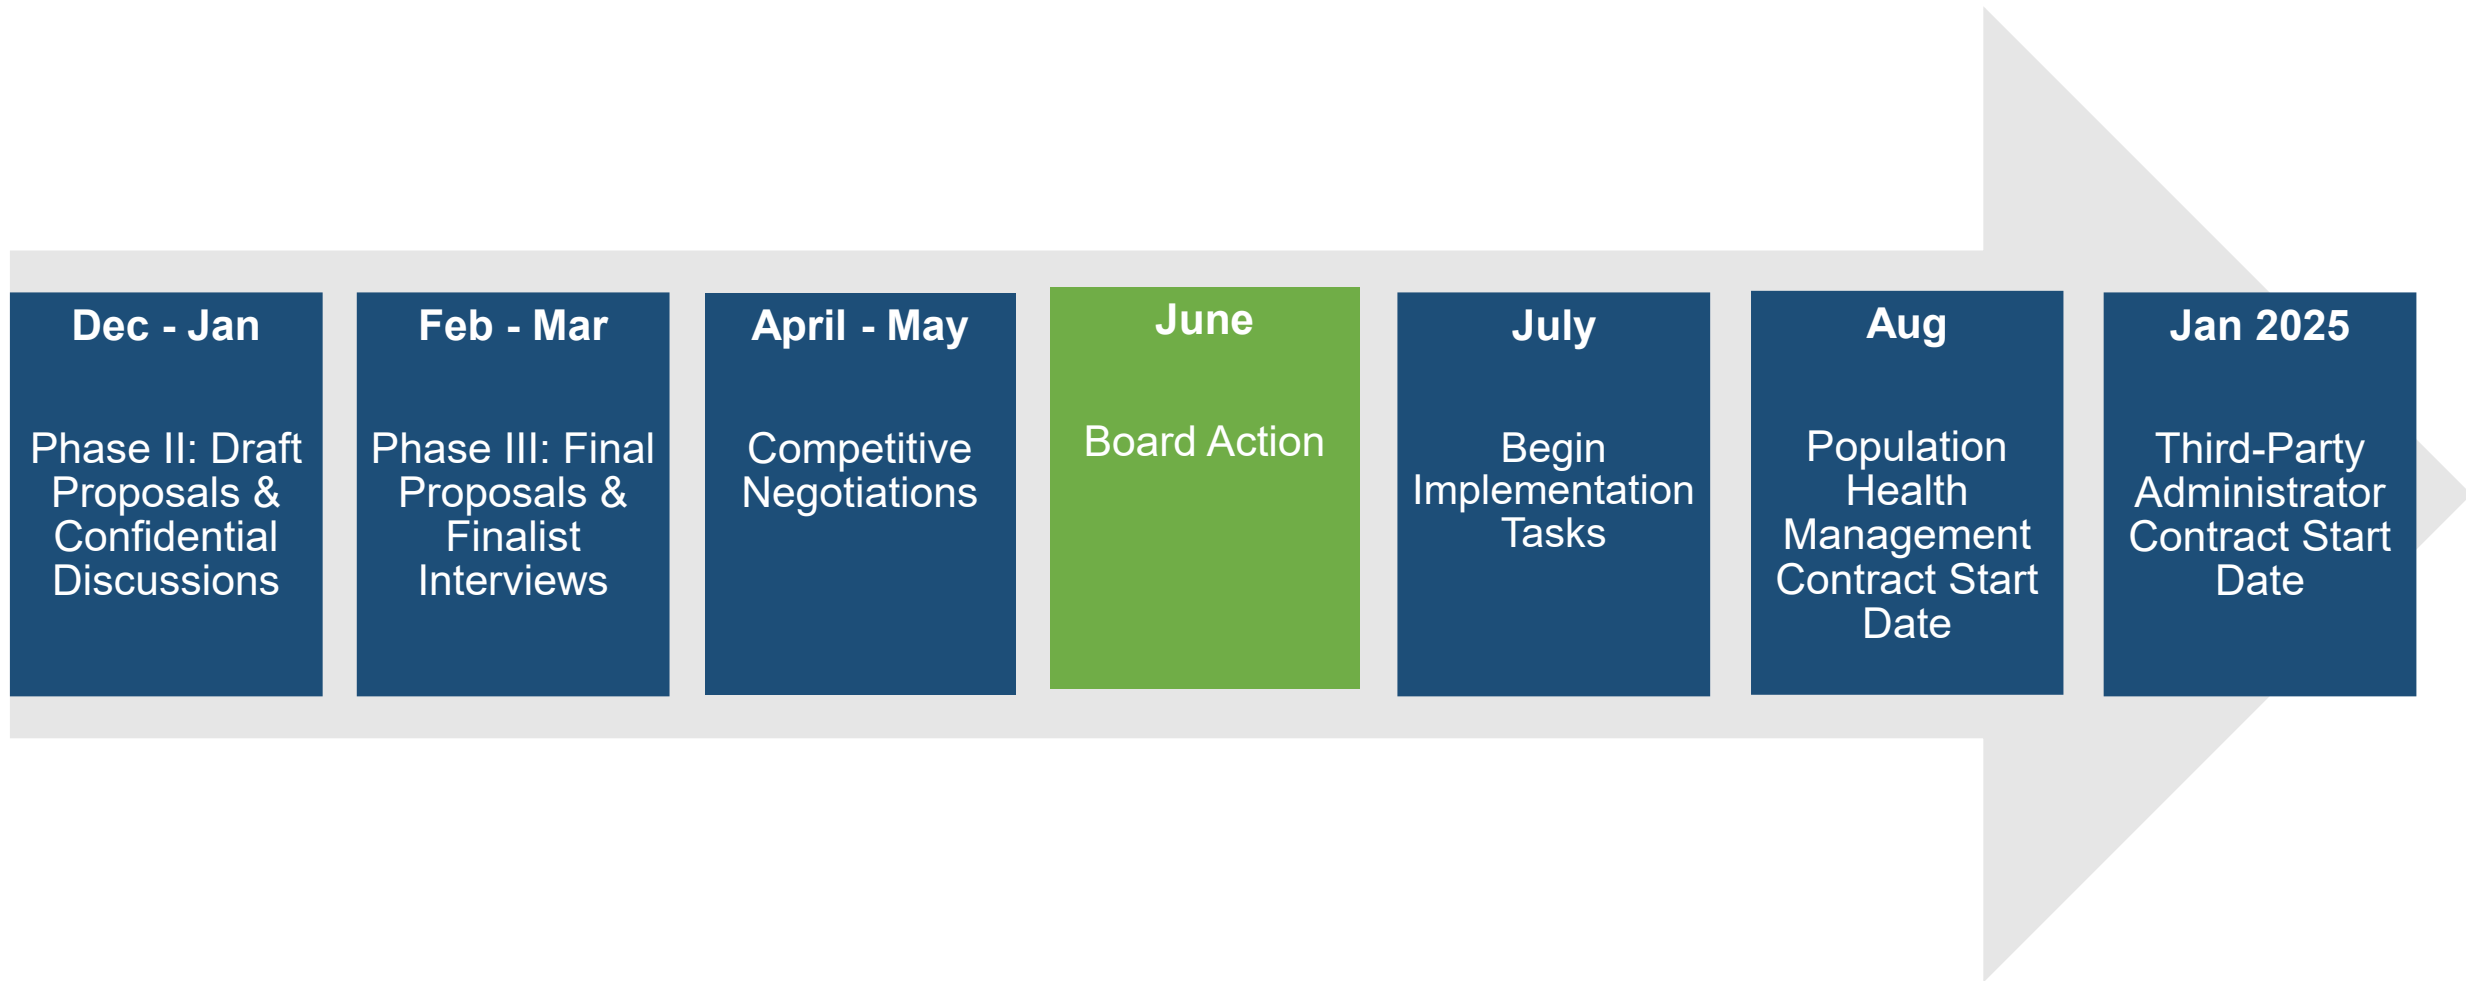 Dec - Jan
Phase II: Draft
Proposals &
Confidential
Discussions
Feb - Mar
Phase III: Final
Proposals &
Finalist
Interviews
April - May
Competitive
Negotiations
June
Board Action
July
Begin
Implementation
Tasks
Aug
Population
Health
Management
Contract Start
Date
Jan 2025
Third-Party
Administrator
Contract Start
Date